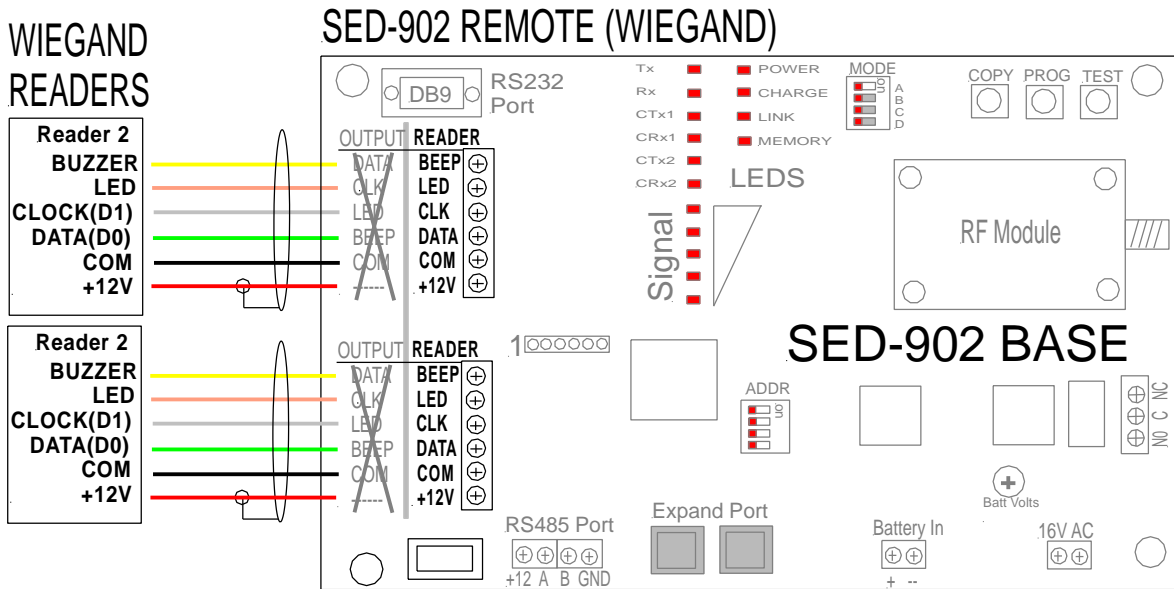 WIEGAND
READERS
SED-902 REMOTE (WIEGAND)
Reader 2
BUZZER
LED
CLOCK(D1)
DATA(D0)
COM
+12V
Reader 2
BUZZER
LED
CLOCK(D1)
DATA(D0)
COM
+12V
DB9
RS232
Port
OUTPUT READER
DATA BEEP
CLK LED
LED CLK
BEEP DATA
COM COM
------ +12V
OUTPUT READER
DATA BEEP
CLK LED
LED CLK
BEEP DATA
COM COM
------ +12V
Tx
Rx
CTx1
CRx1
CTx2
CRx2
Signal
POWER
CHARGE
LINK
MEMORY
LEDS
MODE
on
A
B
C
D
COPY PROG TEST
RF Module
SED-902 BASE
1
ADDR
on
NO C NC
Batt Volts
RS485 Port
+12 A B GND
Expand Port
Battery In
+ --
16V AC